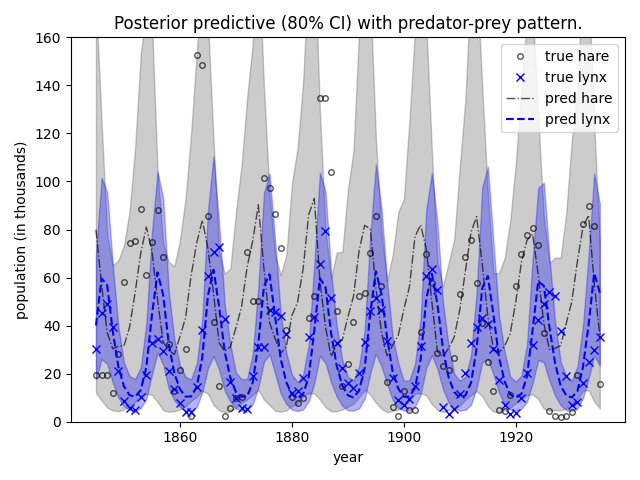 Posterior predictive (80% CI) with predator-prey pattern.
population (in thousands)
160
140
120
100
80
60
40
20
0
true hare
true lynx
pred hare
pred lynx
1860
1880
1900
1920
year